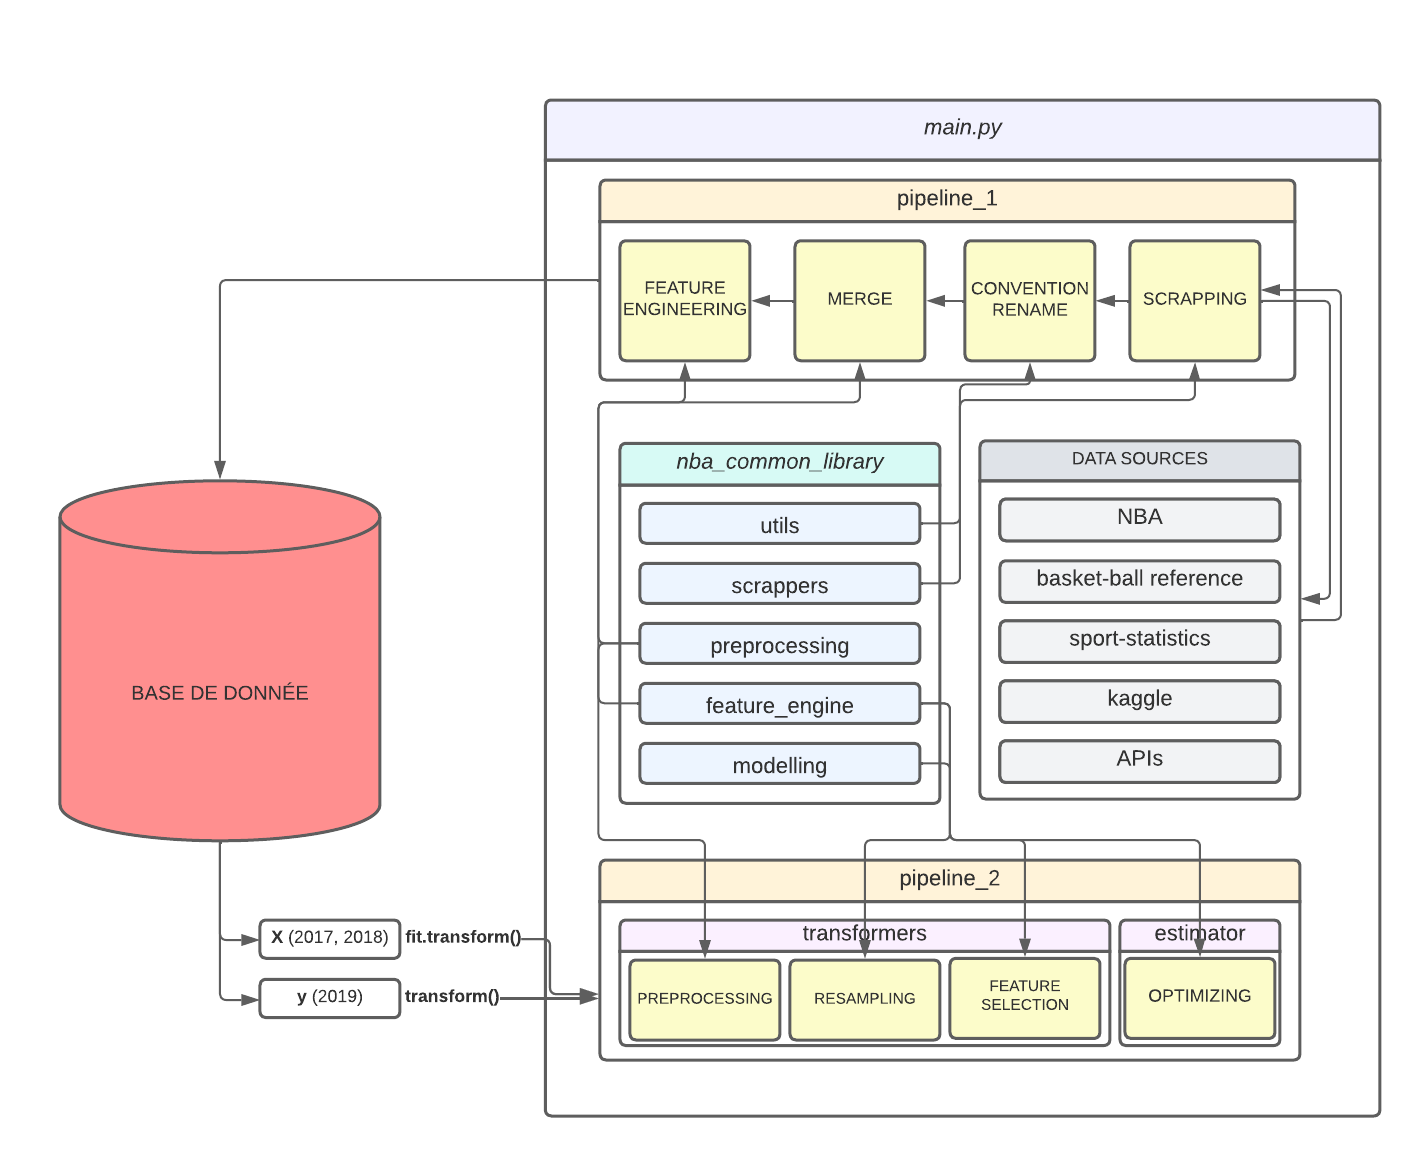 main.py
pipeline_1
FEATURE
ENGINEERING
MERGE
CONVENTION
RENAME
SCRAPPING
nba_common_library
utils
scrappers
preprocessing
feature_engine
modelling
DATA SOURCES
NBA
basket-ball reference
sport-statistics
kaggle
APIs
BASE DE DONNÉE
X (2017, 2018) fit.transform()
y (2019) transform()
pipeline_2
transformers
PREPROCESSING
RESAMPLING
FEATURE
SELECTION
estimator
OPTIMIZING